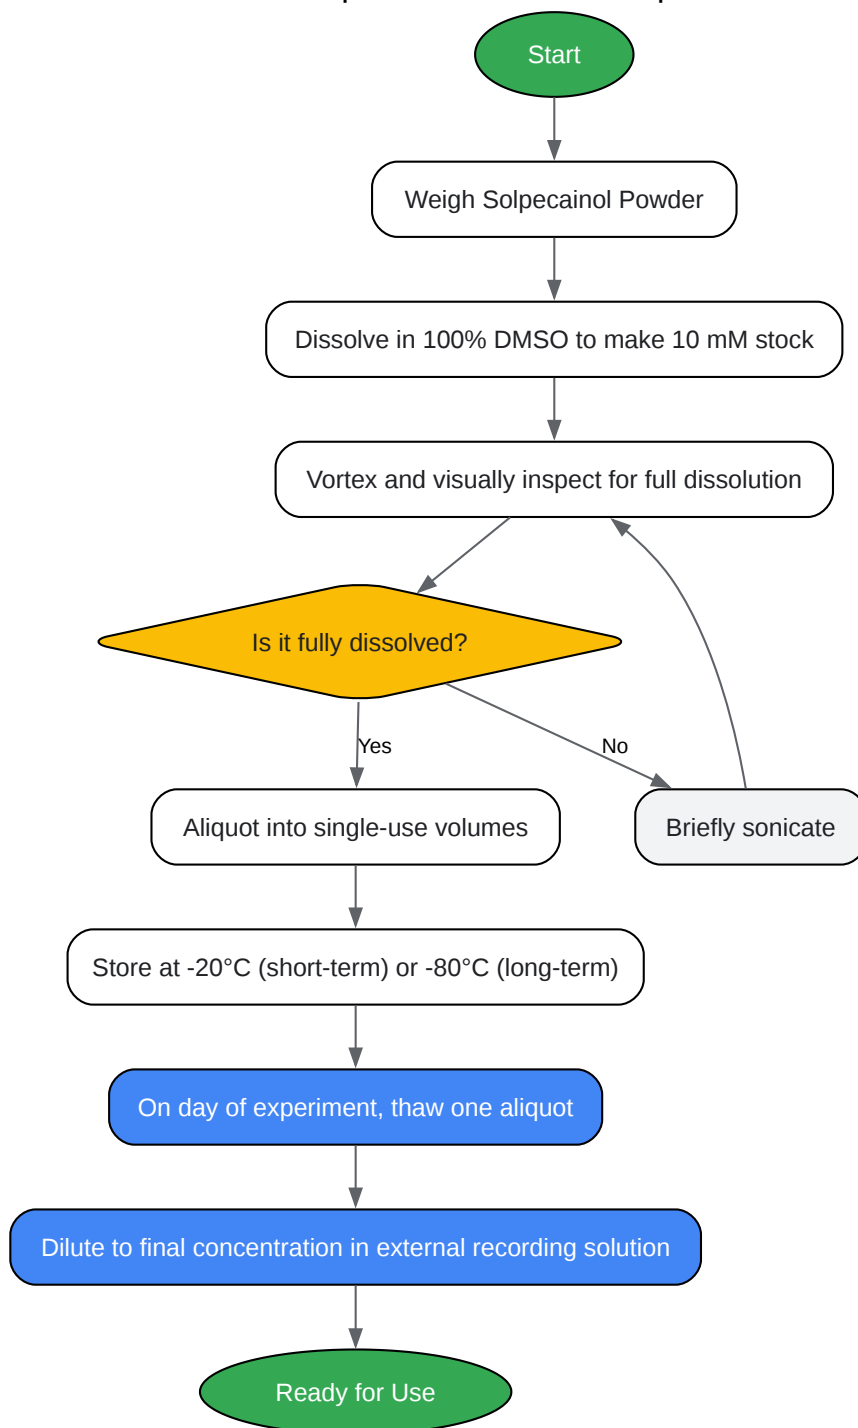 Start
Weigh Solpecainol Powder
Dissolve in 100% DMSO to make 10 mM stock
Vortex and visually inspect for full dissolution
Is it fully dissolved?
Yes
No
Aliquot into single-use volumes
Briefly sonicate
Store at -20°C (short-term) or -80°C (long-term)
On day of experiment, thaw one aliquot
Dilute to final concentration in external recording solution
Ready for Use